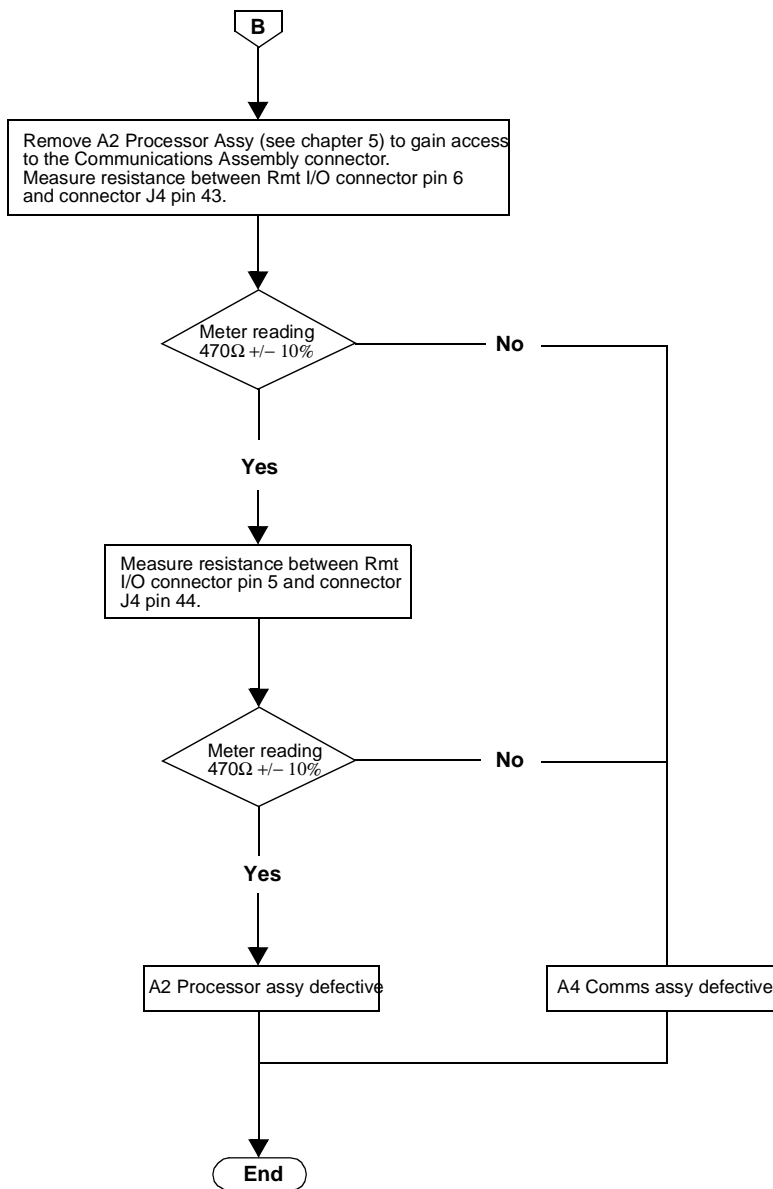 B
Remove A2 Processor Assy (see chapter 5) to gain access
to the Communications Assembly connector.
Measure resistance between Rmt I/O connector pin 6
and connector J4 pin 43.
Meter reading
470Ω +/− 10%
No
Yes
Measure resistance between Rmt
I/O connector pin 5 and connector
J4 pin 44.
Meter reading
470Ω +/− 10%
No
Yes
A2 Processor assy defective
A4 Comms assy defective
End